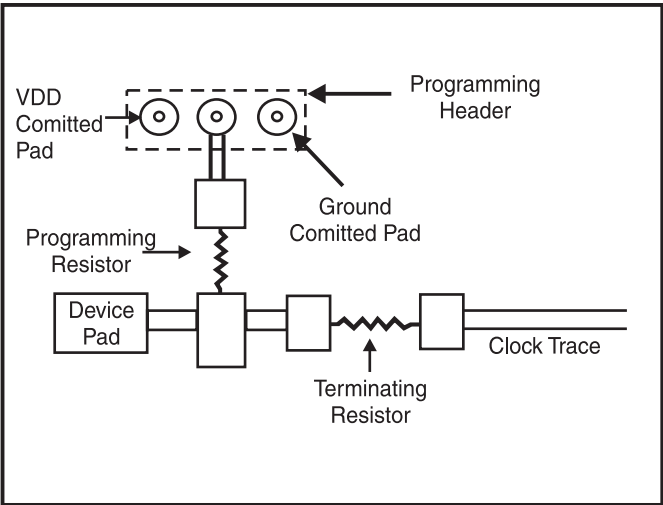 VDD
Comitted
Pad
Programming
Header
Ground
Comitted Pad
Programming
Resistor
Device
Pad
Clock Trace
Terminating
Resistor